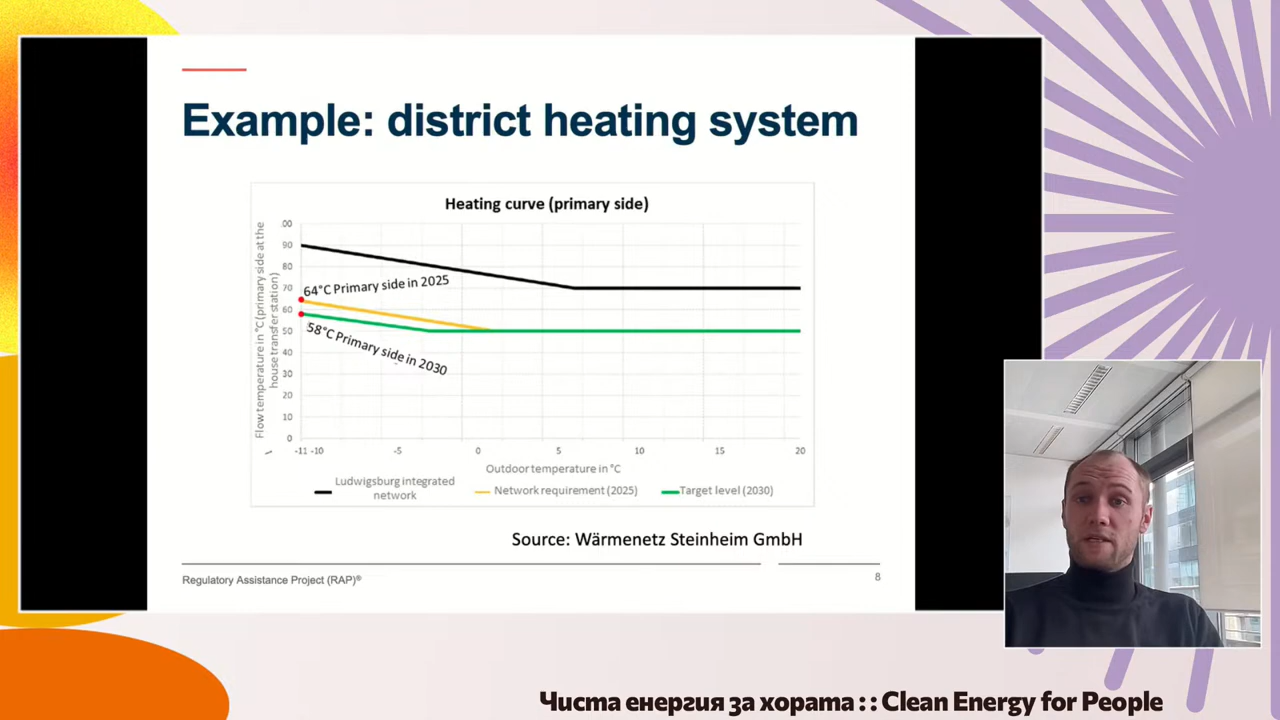 Example: district heating system
Heating curve (primary side)
Flow temperature in °C (primary side at the
house transfer station)
00
90
80
70
60
50
40
30
20
10
0
64°C Primary side in 2025
58°C Primary side in 2030
-11 -10
-5
0
5
10
15
20
Outdoor temperature in °C
Ludwigsburg integrated
network
Network requirement (2025)
Target level (2030)
Source: Wärmenetz Steinheim GmbH
Regulatory Assistance Project (RAP)®
8
Чиста енергия за хората :: Clean Energy for People